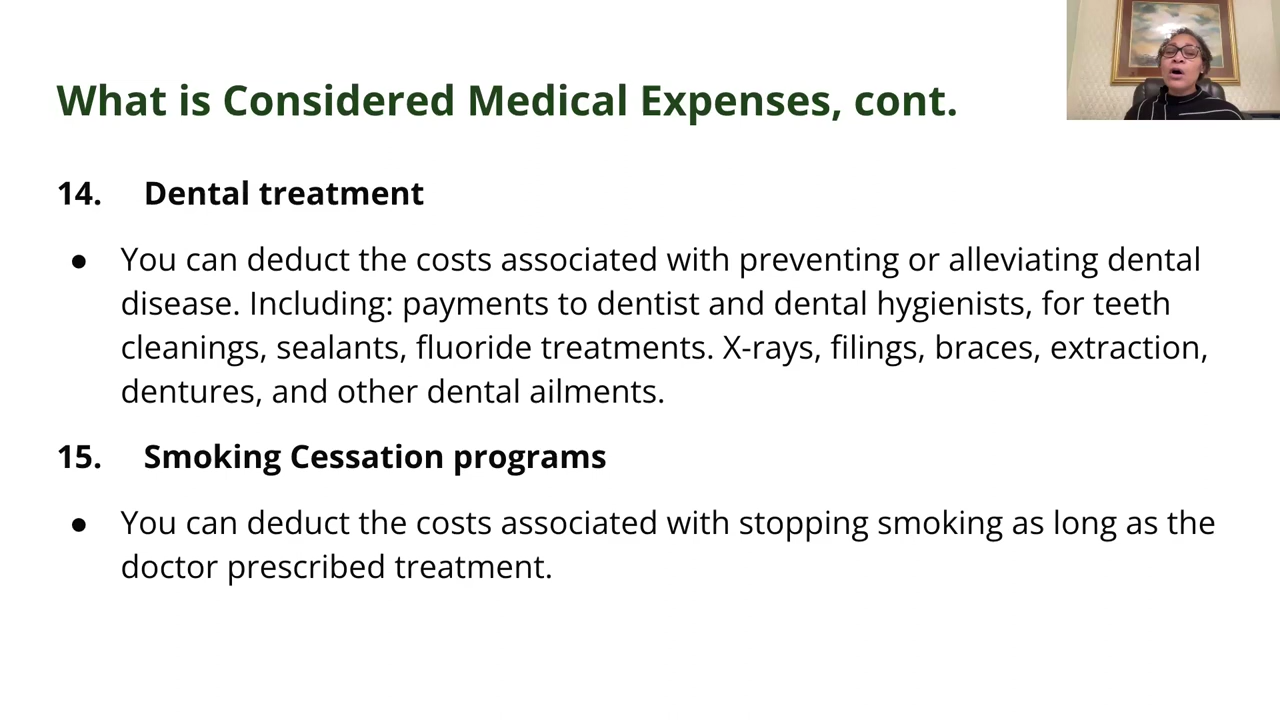 What is Considered Medical Expenses, cont.
14. Dental treatment
● You can deduct the costs associated with preventing or alleviating dental
disease. Including: payments to dentist and dental hygienists, for teeth
cleanings, sealants, fluoride treatments. X-rays, filings, braces, extraction,
dentures, and other dental ailments.
15. Smoking Cessation programs
● You can deduct the costs associated with stopping smoking as long as the
doctor prescribed treatment.